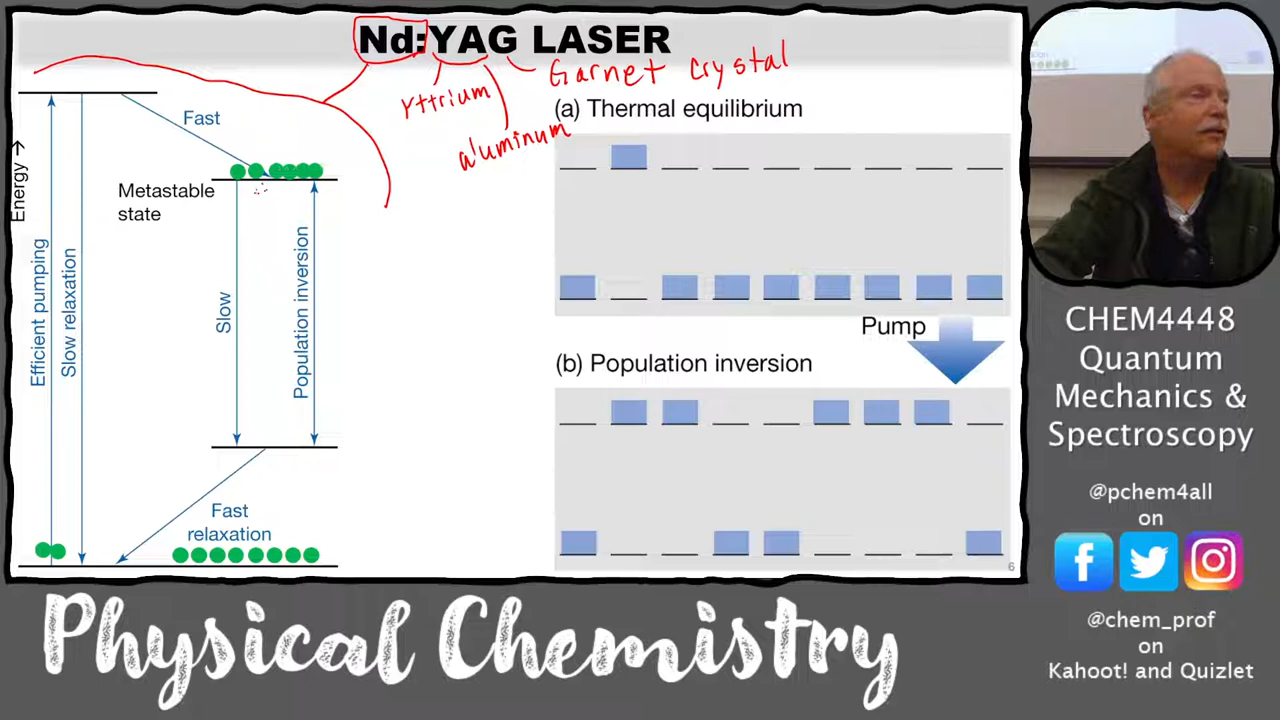 Nd:YAG LASER
Garnet crystal
yttrium
aluminum
Energy →
Fast
Metastable
state
Efficient pumping
Slow relaxation
Slow
Population inversion
Fast
relaxation
(a) Thermal equilibrium
Pump
(b) Population inversion
6
CHEM4448
Quantum
Mechanics &
Spectroscopy
@pchem4all
on
@chem_prof
on
Kahoot! and Quizlet
Physical Chemistry